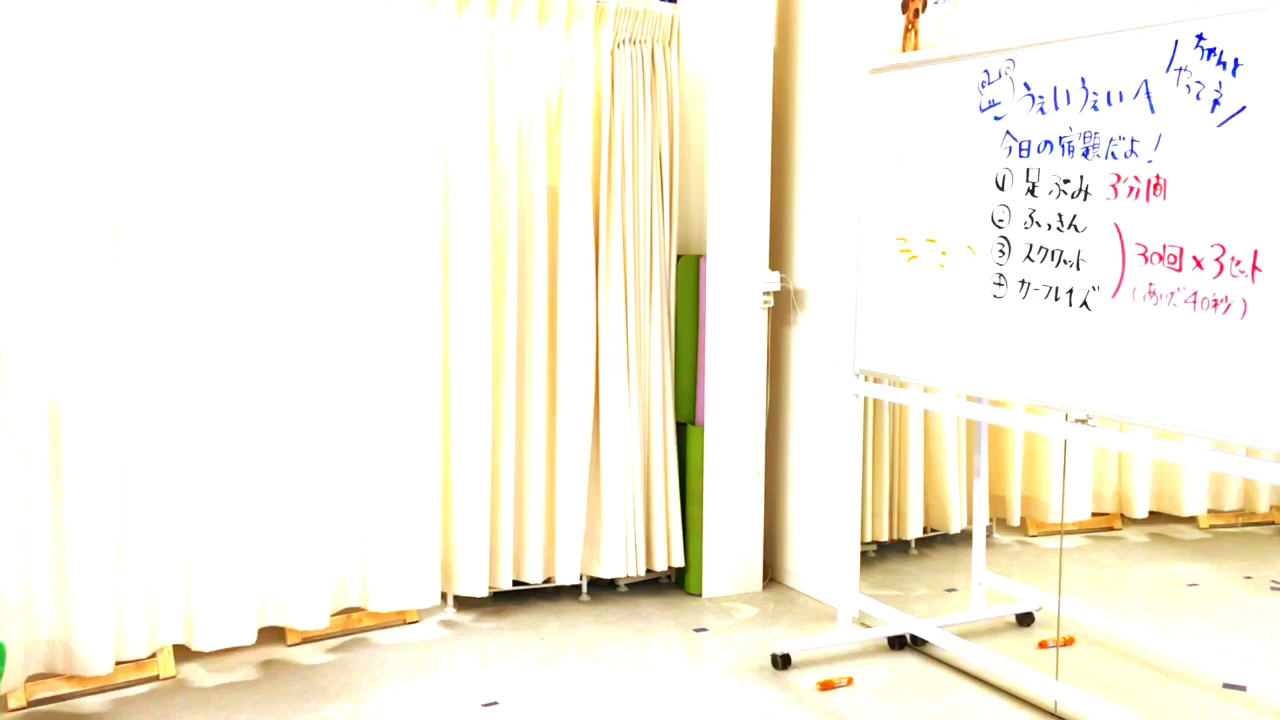 うぇいうぇいA
\ちゃんと
やってネ/
今日の宿題だよ!
① 足ぶみ 3分間
② ふっきん
③ スクワット
④ カーフレイズ
30回×3セット
(あいだ40秒)